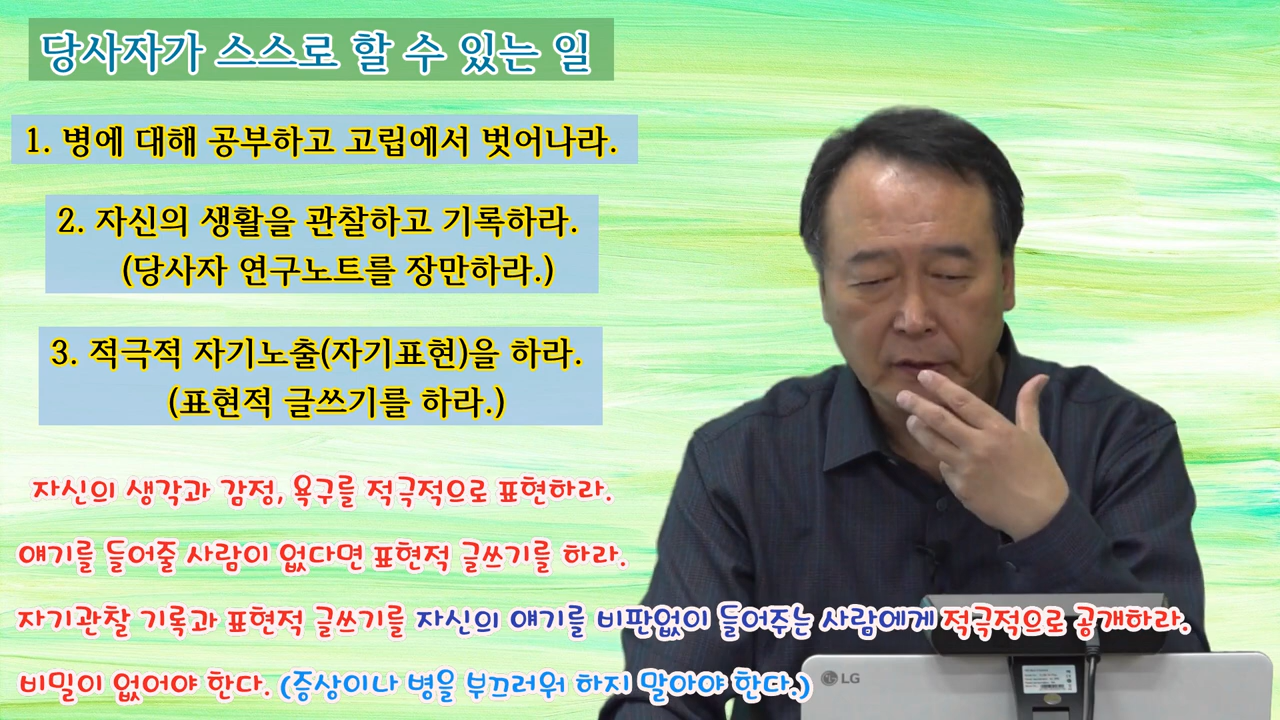 당사자가 스스로 할 수 있는 일
1. 병에 대해 공부하고 고립에서 벗어나라.
2. 자신의 생활을 관찰하고 기록하라.
(당사자 연구노트를 장만하라.)
3. 적극적 자기노출(자기표현)을 하라.
(표현적 글쓰기를 하라.)
자신의 생각과 감정, 욕구를 적극적으로 표현하라.
얘기를 들어줄 사람이 없다면 표현적 글쓰기를 하라.
자기관찰 기록과 표현적 글쓰기를 자신의 얘기를 비판없이 들어주는 사람에게 적극적으로 공개하라.
비밀이 없어야 한다. (증상이나 병을 부끄러워 하지 말아야 한다.)
LG